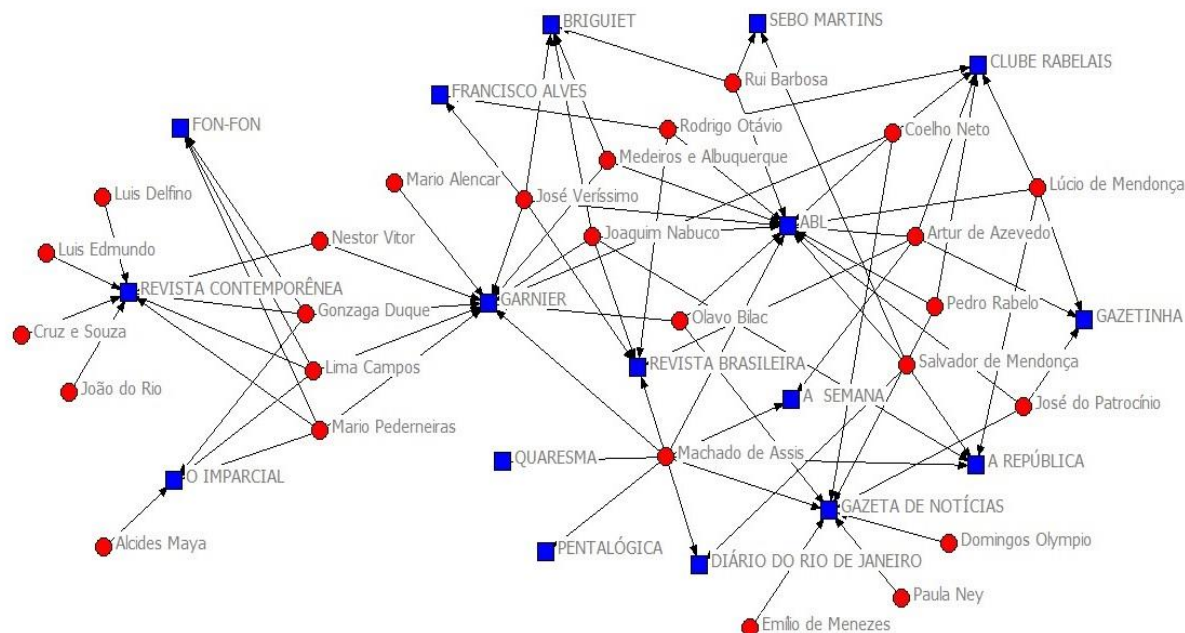 BRIGUIET
SEBO MARTINS
CLUBE RABELAIS
Rui Barbosa
FRANCISCO ALVES
FON-FON
Rodrigo Otávio
Coelho Neto
Medeiros e Albuquerque
Mario Alencar
Lúcio de Mendonça
Luis Delfino
José Veríssimo
ABL
Joaquim Nabuco
Artur de Azevedo
Nestor Vitor
Luis Edmundo
REVISTA CONTEMPORÊNEA
GARNIER
Pedro Rabelo
Gonzaga Duque
Olavo Bilac
GAZETINHA
Cruz e Souza
REVISTA BRASILEIRA
Salvador de Mendonça
Lima Campos
João do Rio
A SEMANA
José do Patrocínio
Mario Pederneiras
Machado de Assis
QUARESMA
A REPÚBLICA
O IMPARCIAL
GAZETA DE NOTÍCIAS
Alcides Maya
Domingos Olympio
PENTALÓGICA
DIÁRIO DO RIO DE JANEIRO
Paula Ney
Emílio de Menezes